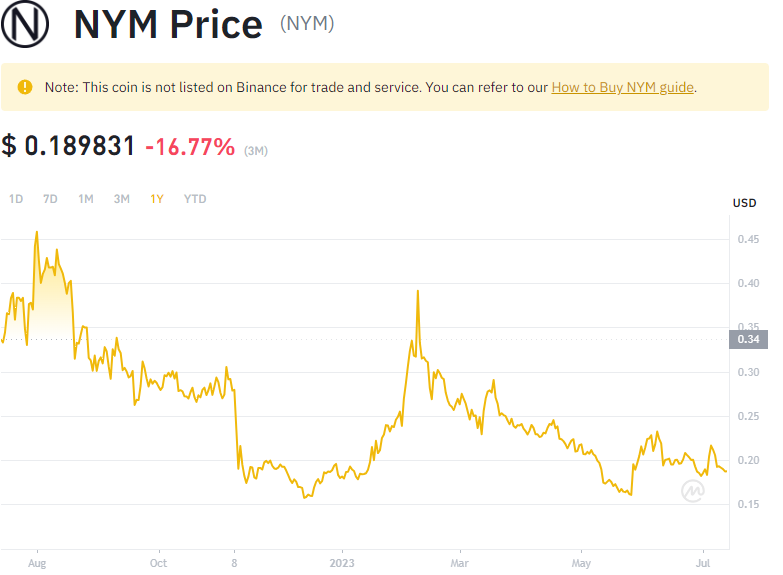 NYM Price (NYM)
Note: This coin is not listed on Binance for trade and service. You can refer to our How to Buy NYM guide.
$ 0.189831 -16.77% (3M)
1D 7D 1M 3M 1Y YTD
USD
0.45
0.40
0.35
0.34
0.30
0.25
0.20
0.15
Aug Oct 8 2023 Mar May Jul